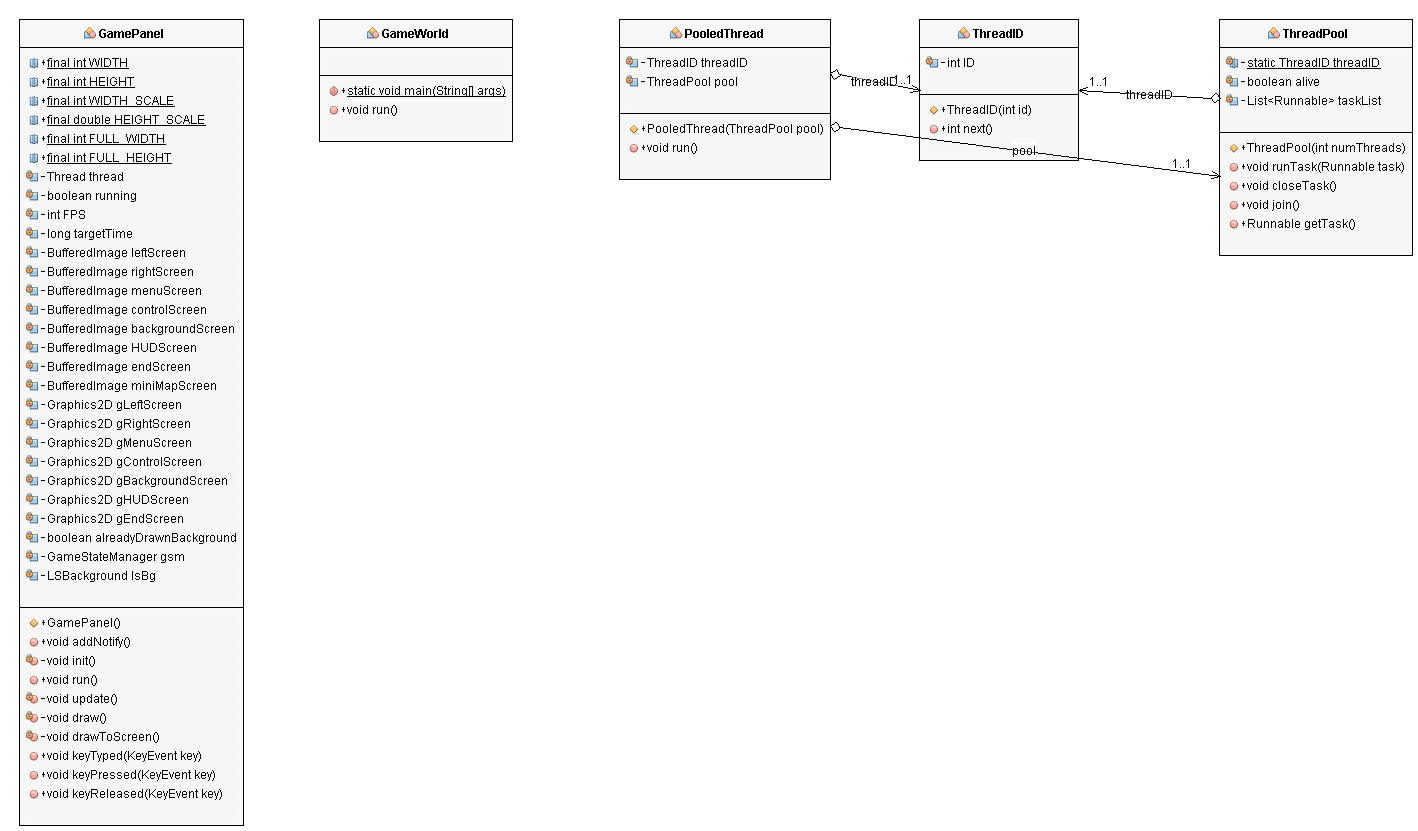 GamePanel
+final int WIDTH
+final int HEIGHT
+final int WIDTH_SCALE
+final double HEIGHT_SCALE
+final int FULL_WIDTH
+final int FULL_HEIGHT
-Thread thread
-boolean running
-int FPS
-long targetTime
-BufferedImage leftScreen
-BufferedImage rightScreen
-BufferedImage menuScreen
-BufferedImage controlScreen
-BufferedImage backgroundScreen
-BufferedImage HUDScreen
-BufferedImage endScreen
-BufferedImage miniMapScreen
-Graphics2D gLeftScreen
-Graphics2D gRightScreen
-Graphics2D gMenuScreen
-Graphics2D gControlScreen
-Graphics2D gBackgroundScreen
-Graphics2D gHUDScreen
-Graphics2D gEndScreen
-boolean alreadyDrawnBackground
-GameStateManager gsm
-LSBackground lsBg
+GamePanel()
+void addNotify()
-void init()
+void run()
-void update()
-void draw()
-void drawToScreen()
+void keyTyped(KeyEvent key)
+void keyPressed(KeyEvent key)
+void keyReleased(KeyEvent key)
GameWorld
+static void main(String[] args)
+void run()
PooledThread
-ThreadID threadID
-ThreadPool pool
+PooledThread(ThreadPool pool)
+void run()
threadID
1..1
pool
1..1
ThreadID
-int ID
+ThreadID(int id)
+int next()
1..1
threadID
ThreadPool
-static ThreadID threadID
-boolean alive
-List<Runnable> taskList
+ThreadPool(int numThreads)
+void runTask(Runnable task)
+void closeTask()
+void join()
+Runnable getTask()